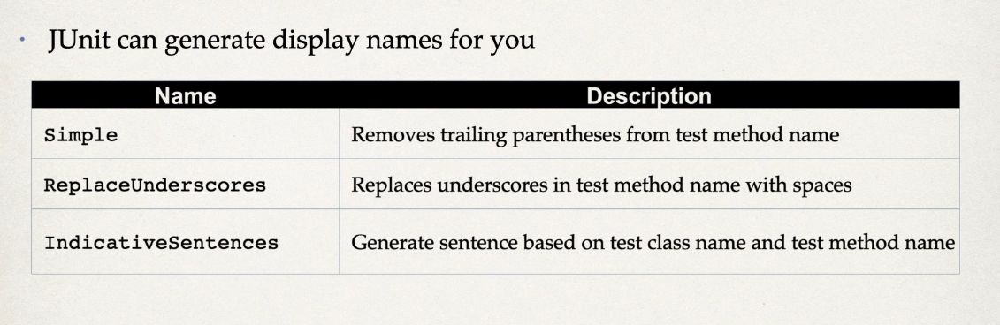 JUnit can generate display names for you
Name Description
Simple Removes trailing parentheses from test method name
ReplaceUnderscores Replaces underscores in test method name with spaces
IndicativeSentences Generate sentence based on test class name and test method name